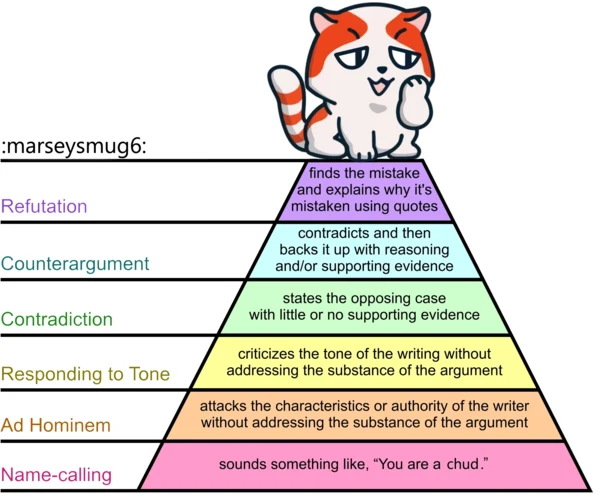 :marseysmug6:
Refutation
finds the mistake
and explains why it's
mistaken using quotes
Counterargument
contradicts and then
backs it up with reasoning
and/or supporting evidence
Contradiction
states the opposing case
with little or no supporting evidence
Responding to Tone
criticizes the tone of the writing without
addressing the substance of the argument
Ad Hominem
attacks the characteristics or authority of the writer
without addressing the substance of the argument
Name-calling
sounds something like, “You are a chud.”